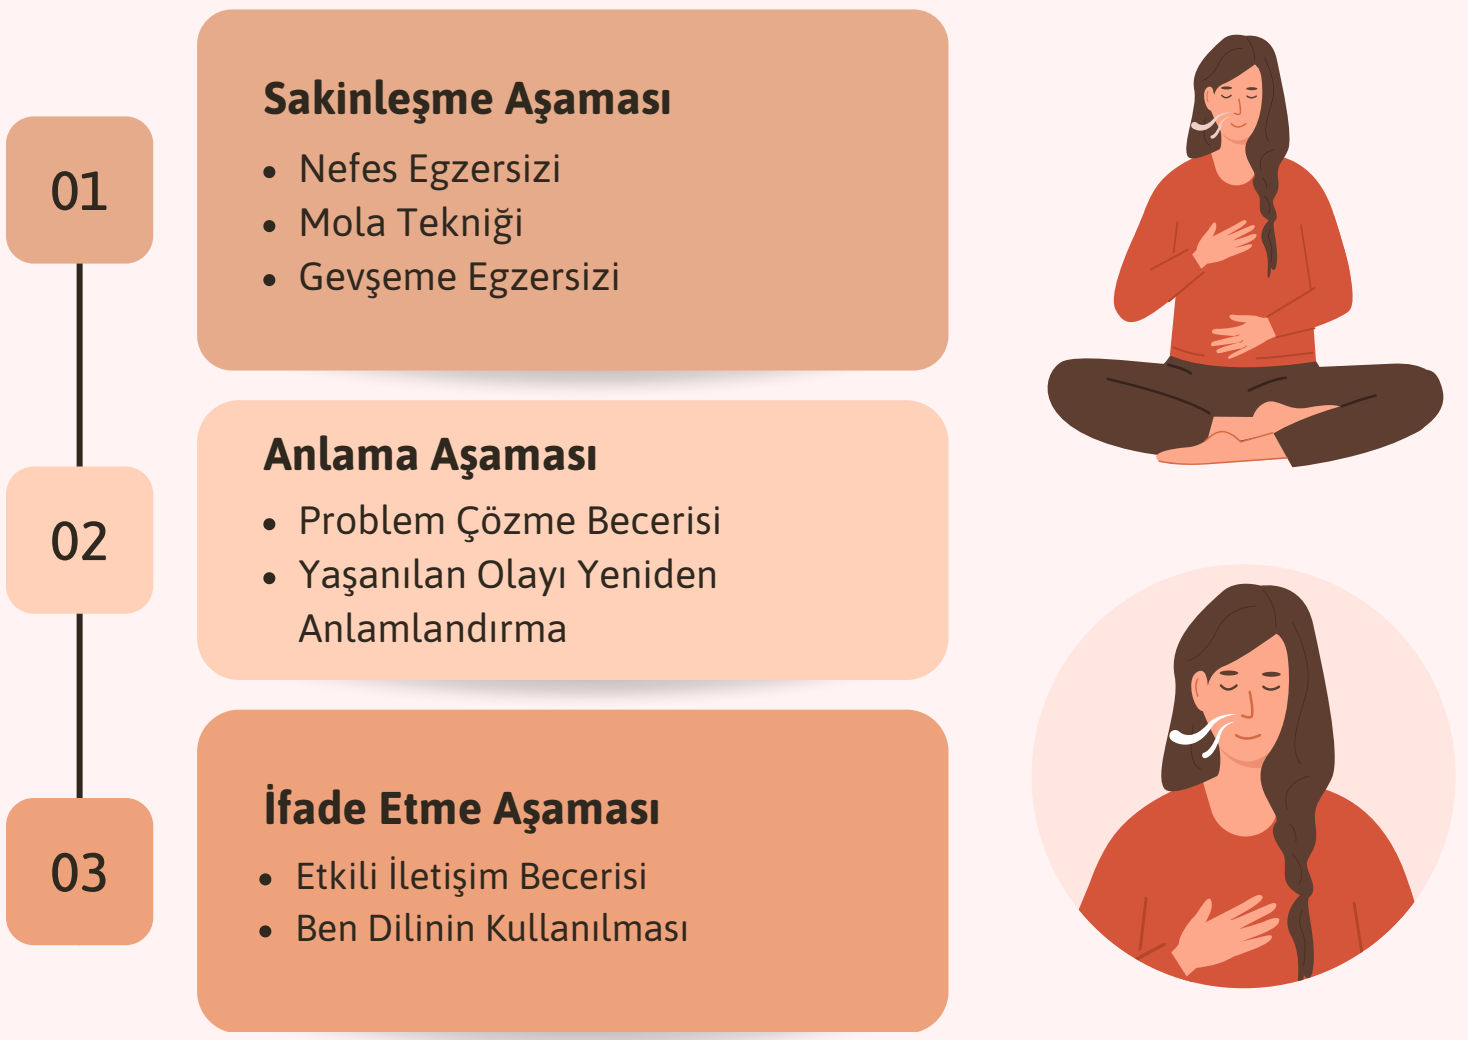 01
Sakinleşme Aşaması
• Nefes Egzersizi
• Mola Tekniği
• Gevşeme Egzersizi
02
Anlama Aşaması
• Problem Çözme Becerisi
• Yaşanılan Olayı Yeniden
Anlamlandırma
03
İfade Etme Aşaması
• Etkili İletişim Becerisi
• Ben Dilinin Kullanılması